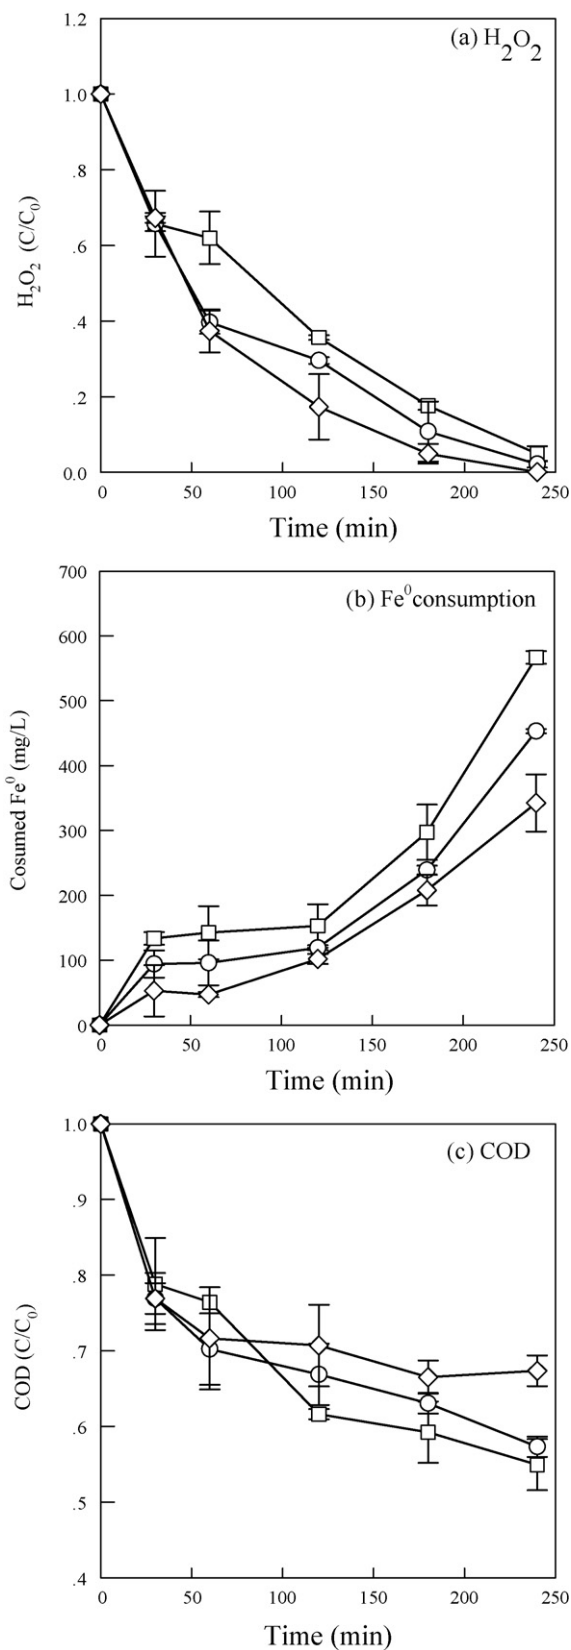 (a) H2O2
1.2
1.0
.8
.6
.4
.2
0.0
H2O2 (C/C0)
0 50 100 150 200 250
Time (min)
(b) Fe0consumption
700
600
500
400
300
200
100
0
Cosumed Fe0 (mg/L)
0 50 100 150 200 250
Time (min)
(c) COD
1.0
.9
.8
.7
.6
.5
.4
COD (C/C0)
0 50 100 150 200 250
Time (min)